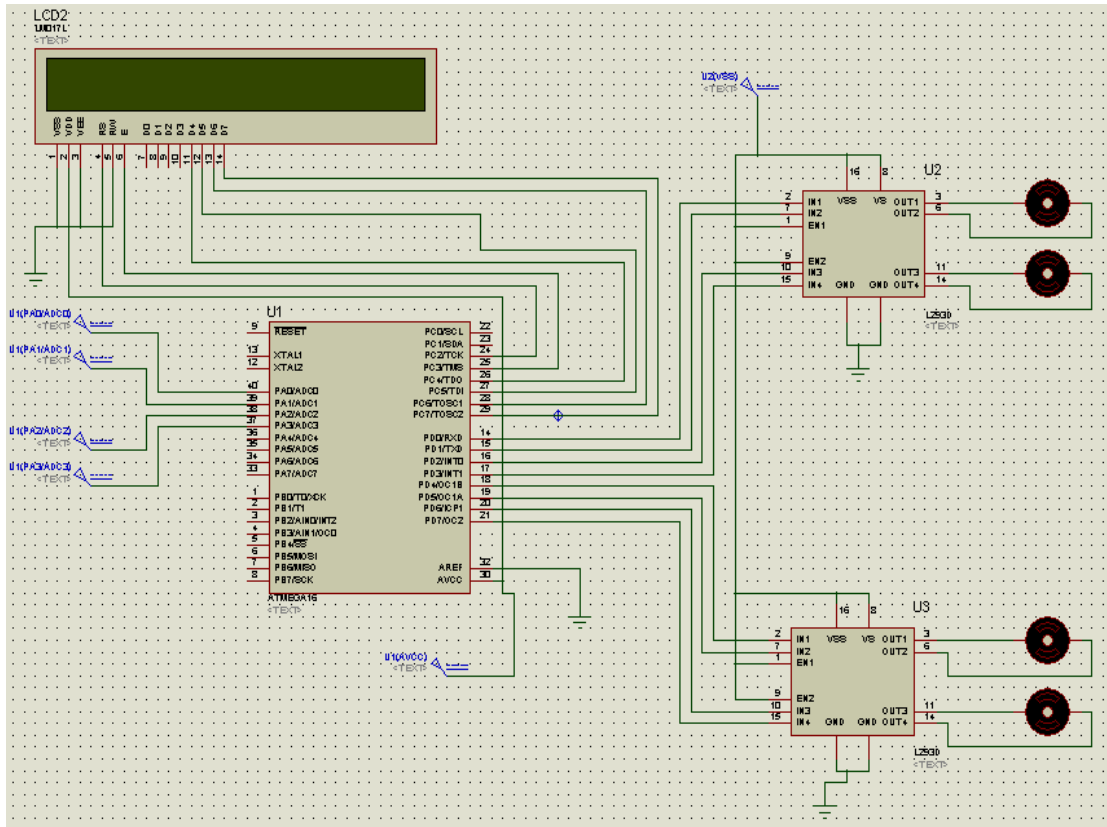 LCD2
LM017L
<TEXT>
VSS VDD VEE RS RW E D0 D1 D2 D3 D4 D5 D6 D7
1 2 3 4 5 6 7 8 9 10 11 12 13 14
U1(PA0/ADC0)
<TEXT>
U1(PA1/ADC1)
<TEXT>
U1(PA2/ADC2)
<TEXT>
U1(PA3/ADC3)
<TEXT>
U1
9 RESET
13 XTAL1
12 XTAL2
40 PA0/ADC0
39 PA1/ADC1
38 PA2/ADC2
37 PA3/ADC3
36 PA4/ADC4
35 PA5/ADC5
34 PA6/ADC6
33 PA7/ADC7
1 PB0/T0/XCK
2 PB1/T1
3 PB2/AIN0/INT2
4 PB3/AIN1/OC0
5 PB4/SS
6 PB5/MOSI
7 PB6/MISO
8 PB7/SCK
PC0/SCL 22
PC1/SDA 23
PC2/TCK 24
PC3/TMS 25
PC4/TDO 26
PC5/TDI 27
PC6/TOSC1 28
PC7/TOSC2 29
PD0/RXD 14
PD1/TXD 15
PD2/INT0 16
PD3/INT1 17
PD4/OC1B 18
PD5/OC1A 19
PD6/ICP1 20
PD7/OC2 21
AREF 32
AVCC 30
ATMEGA16
<TEXT>
U1(AVCC)
<TEXT>
U2(VSS)
<TEXT>
U2
16 8
2 IN1 VSS VS OUT1 3
7 IN2 OUT2 6
1 EN1
9 EN2
10 IN3 OUT3 11
15 IN4 GND GND OUT4 14
L293D
<TEXT>
U3
16 8
2 IN1 VSS VS OUT1 3
7 IN2 OUT2 6
1 EN1
9 EN2
10 IN3 OUT3 11
15 IN4 GND GND OUT4 14
L293D
<TEXT>